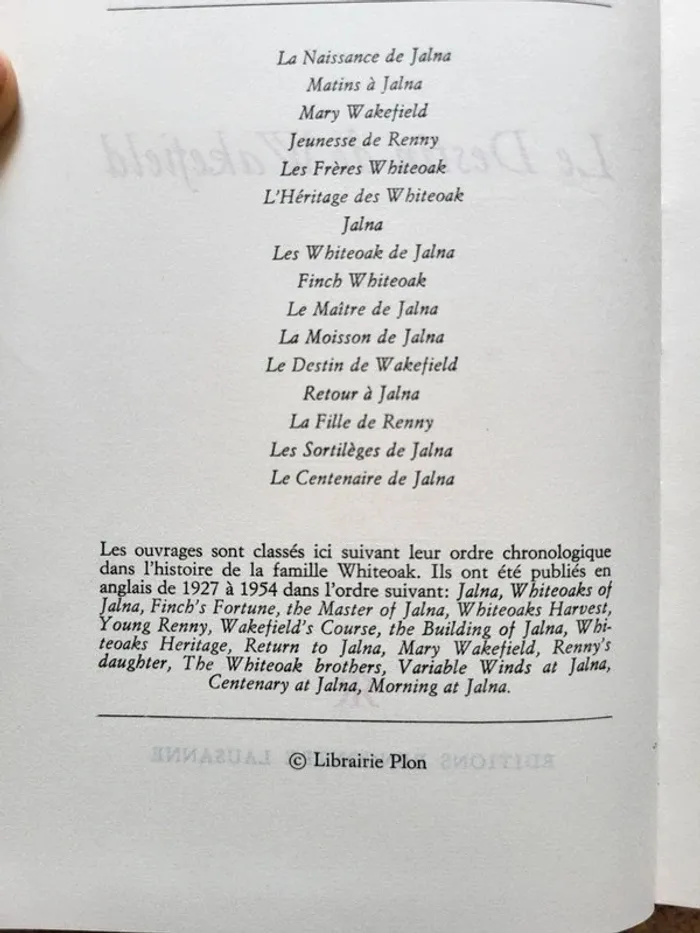 La Naissance de Jalna
Matins à Jalna
Mary Wakefield
Jeunesse de Renny
Les Frères Whiteoak
L'Héritage des Whiteoak
Jalna
Les Whiteoak de Jalna
Finch Whiteoak
Le Maître de Jalna
La Moisson de Jalna
Le Destin de Wakefield
Retour à Jalna
La Fille de Renny
Les Sortilèges de Jalna
Le Centenaire de Jalna
Les ouvrages sont classés ici suivant leur ordre chronologique
dans l'histoire de la famille Whiteoak. Ils ont été publiés en
anglais de 1927 à 1954 dans l'ordre suivant: Jalna, Whiteoaks of
Jalna, Finch's Fortune, the Master of Jalna, Whiteoaks Harvest,
Young Renny, Wakefield's Course, the Building of Jalna, Whi-
teoaks Heritage, Return to Jalna, Mary Wakefield, Renny's
daughter, The Whiteoak brothers, Variable Winds at Jalna,
Centenary at Jalna, Morning at Jalna.
© Librairie Plon